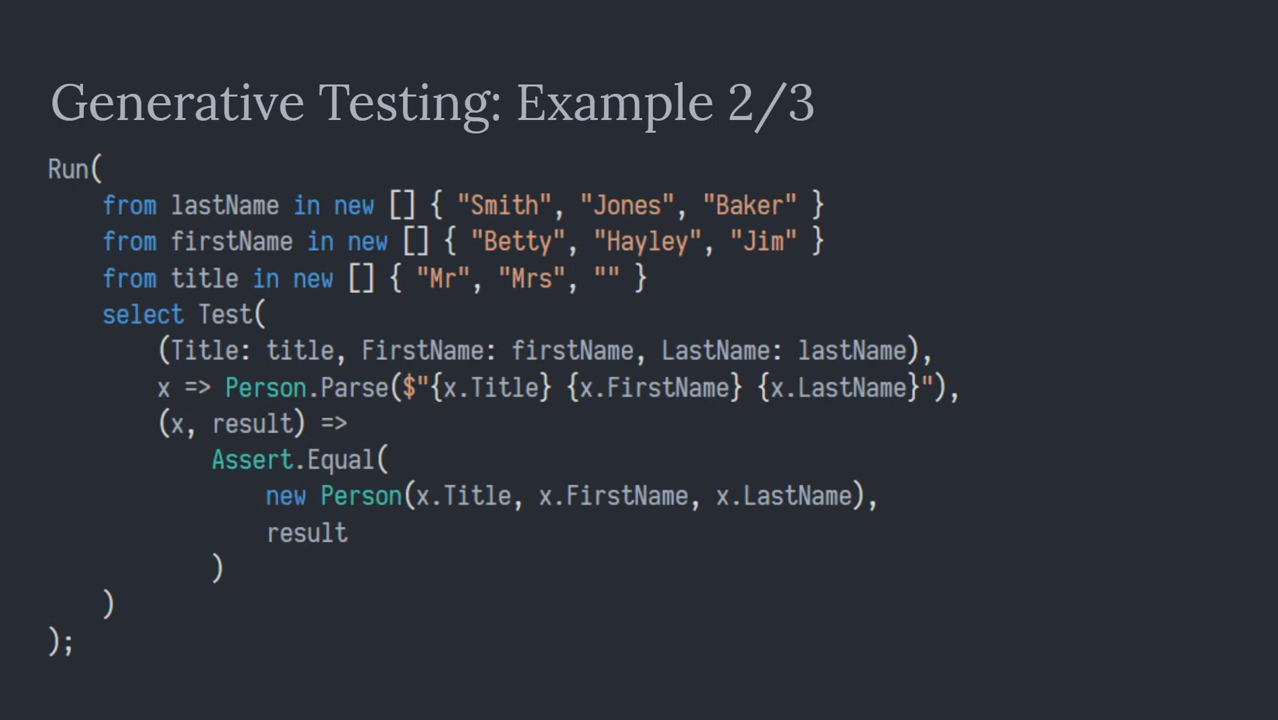 Generative Testing: Example 2/3
Run(
    from lastName in new [] { "Smith", "Jones", "Baker" }
    from firstName in new [] { "Betty", "Hayley", "Jim" }
    from title in new [] { "Mr", "Mrs", "" }
    select Test(
        (Title: title, FirstName: firstName, LastName: lastName),
        x => Person.Parse($"{x.Title} {x.FirstName} {x.LastName}"),
        (x, result) =>
            Assert.Equal(
                new Person(x.Title, x.FirstName, x.LastName),
                result
            )
    )
);